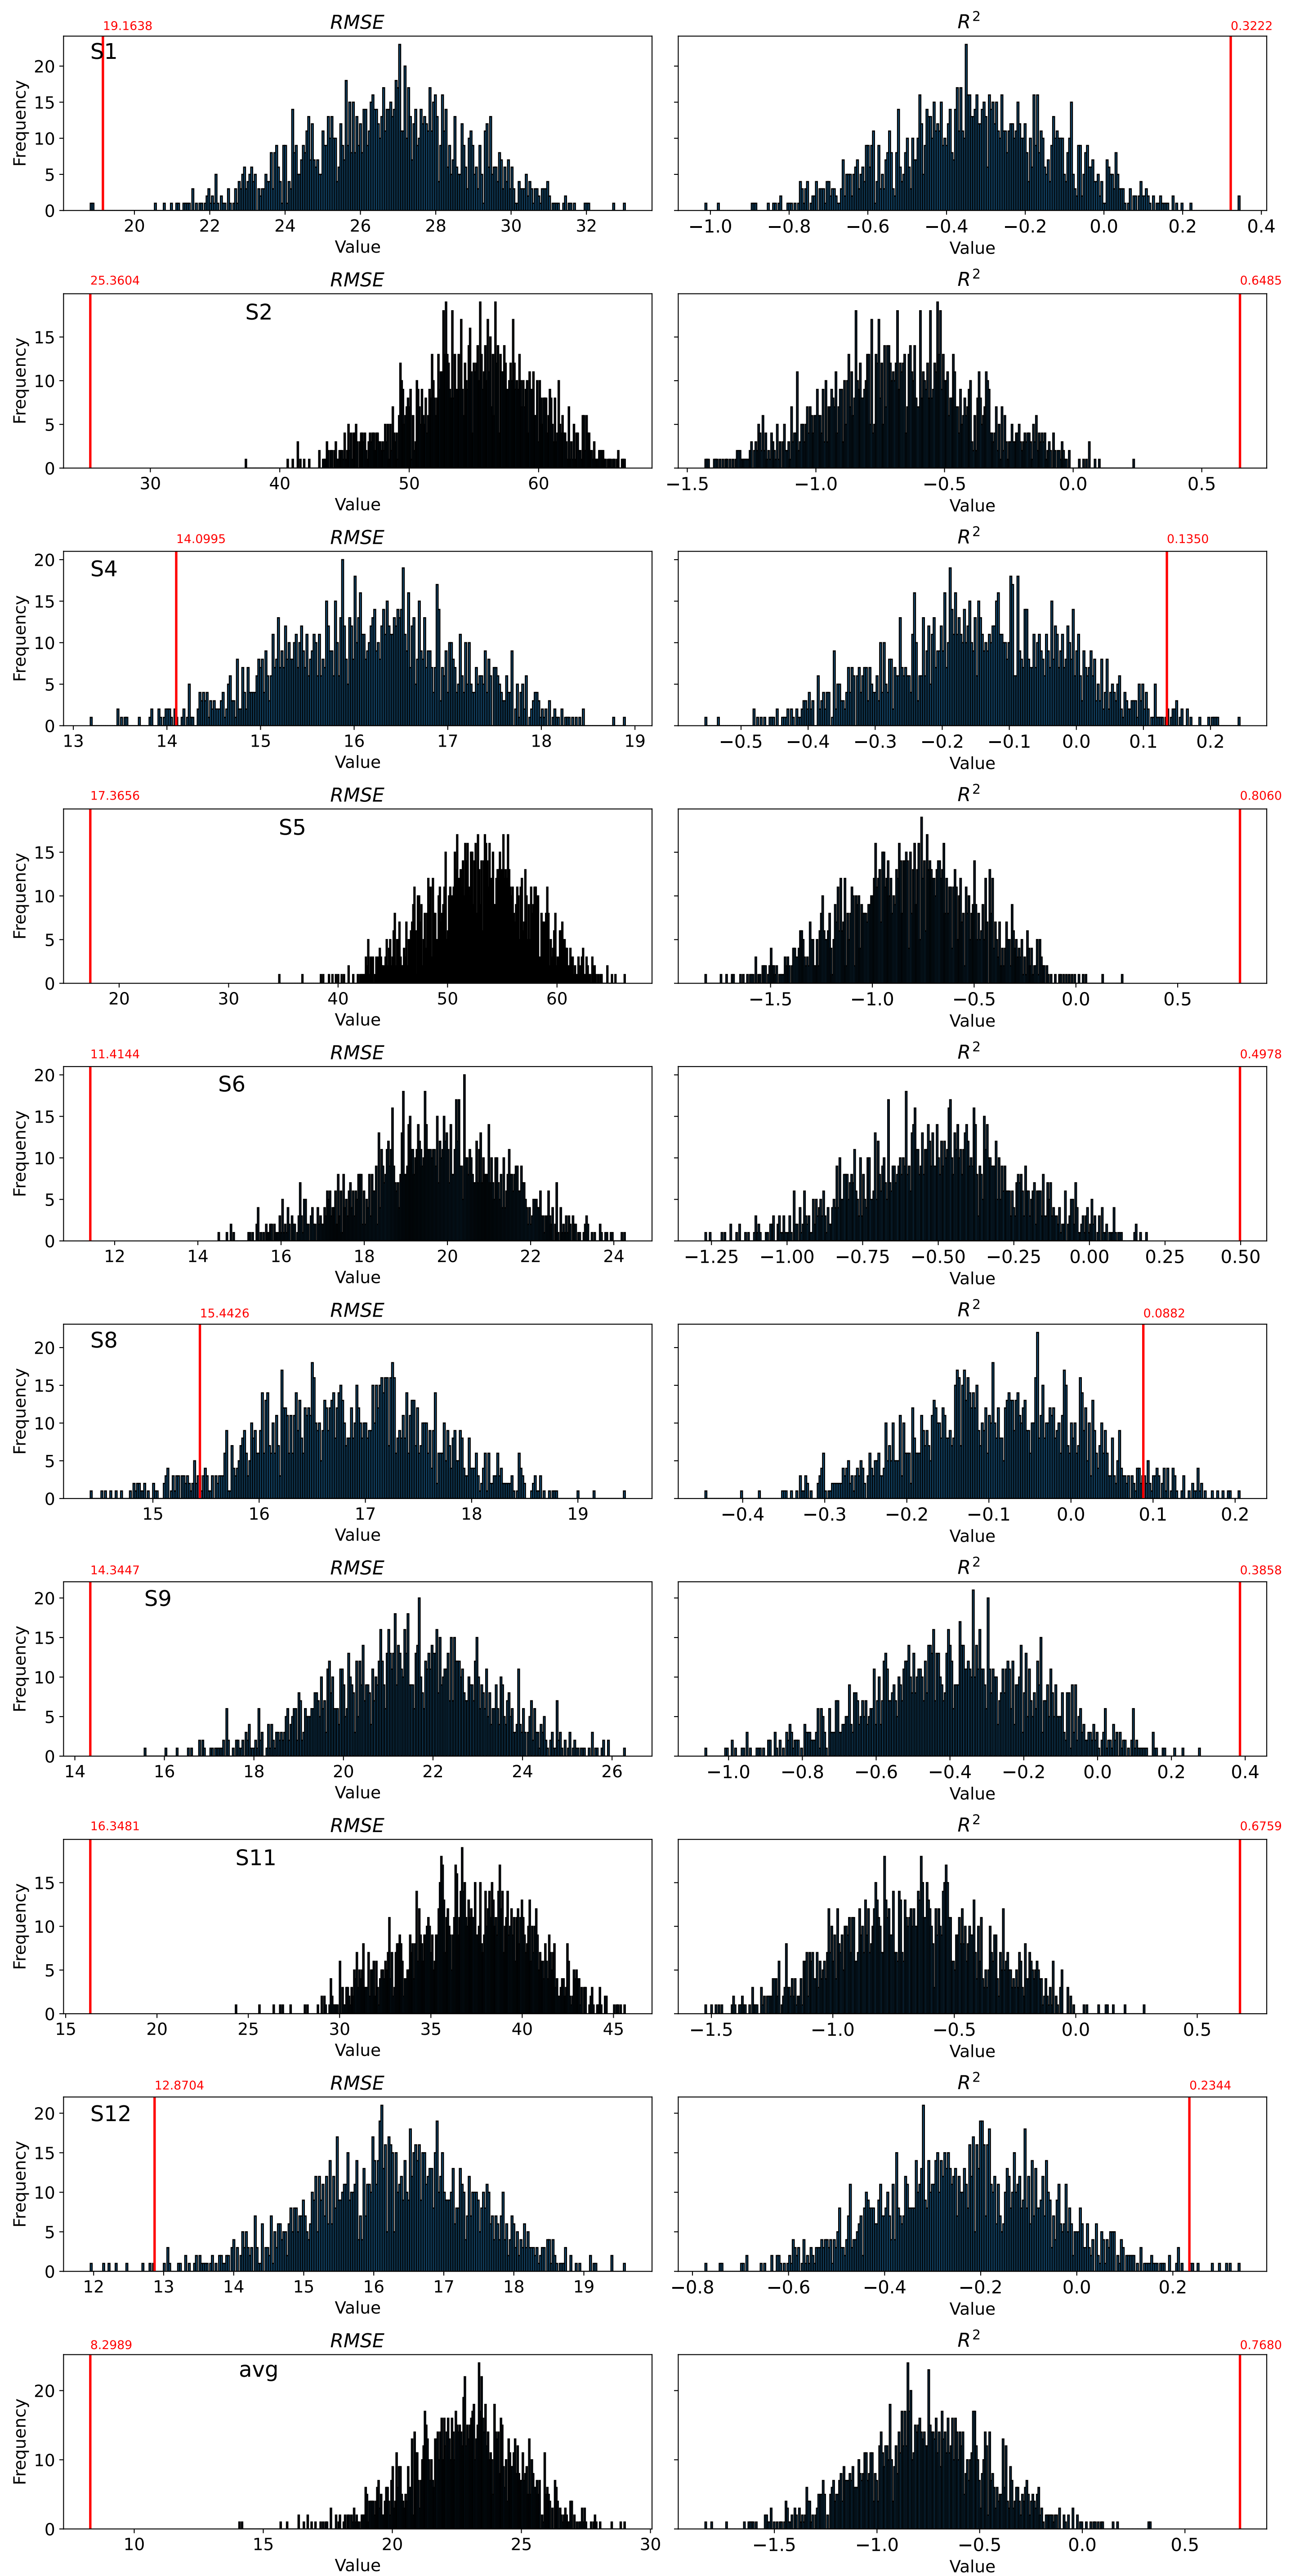 RMSE R²
19.1638 0.3222
S1
Frequency
20
15
10
5
0
20 22 24 26 28 30 32
−1.0 −0.8 −0.6 −0.4 −0.2 0.0 0.2 0.4
Value Value
RMSE R²
25.3604 0.6485
S2
Frequency
15
10
5
0
30 40 50 60
−1.5 −1.0 −0.5 0.0 0.5
Value Value
RMSE R²
14.0995 0.1350
S4
Frequency
20
15
10
5
0
13 14 15 16 17 18 19
−0.5 −0.4 −0.3 −0.2 −0.1 0.0 0.1 0.2
Value Value
RMSE R²
17.3656 0.8060
S5
Frequency
15
10
5
0
20 30 40 50 60
−1.5 −1.0 −0.5 0.0 0.5
Value Value
RMSE R²
11.4144 0.4978
S6
Frequency
20
15
10
5
0
12 14 16 18 20 22 24
−1.25 −1.00 −0.75 −0.50 −0.25 0.00 0.25 0.50
Value Value
RMSE R²
15.4426 0.0882
S8
Frequency
20
15
10
5
0
15 16 17 18 19
−0.4 −0.3 −0.2 −0.1 0.0 0.1 0.2
Value Value
RMSE R²
14.3447 0.3858
S9
Frequency
20
15
10
5
0
14 16 18 20 22 24 26
−1.0 −0.8 −0.6 −0.4 −0.2 0.0 0.2 0.4
Value Value
RMSE R²
16.3481 0.6759
S11
Frequency
15
10
5
0
15 20 25 30 35 40 45
−1.5 −1.0 −0.5 0.0 0.5
Value Value
RMSE R²
12.8704 0.2344
S12
Frequency
20
15
10
5
0
12 13 14 15 16 17 18 19
−0.8 −0.6 −0.4 −0.2 0.0 0.2
Value Value
RMSE R²
8.2989 0.7680
avg
Frequency
20
10
0
10 15 20 25 30
−1.5 −1.0 −0.5 0.0 0.5
Value Value